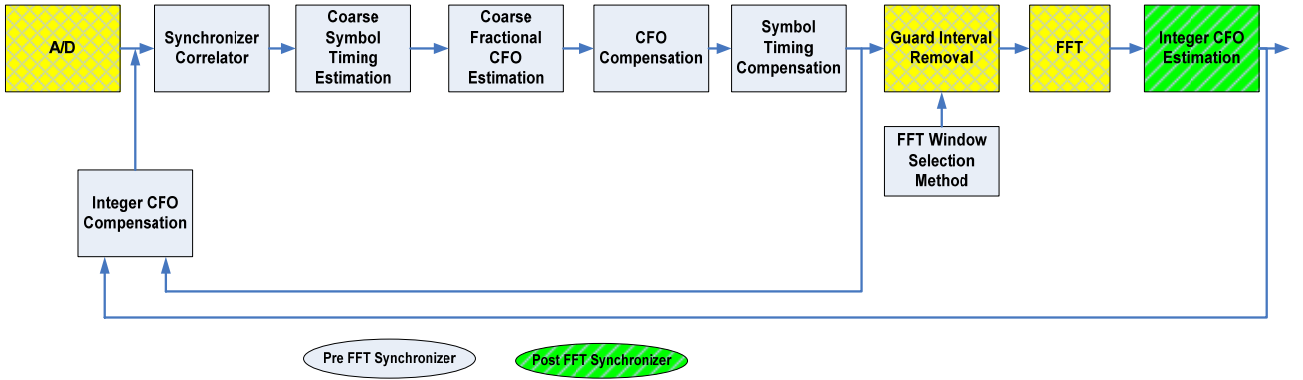 A/D
Synchronizer
Correlator
Coarse
Symbol
Timing
Estimation
Coarse
Fractional
CFO
Estimation
CFO
Compensation
Symbol
Timing
Compensation
Guard Interval
Removal
FFT
Integer CFO
Estimation
FFT Window
Selection
Method
Integer CFO
Compensation
Pre FFT Synchronizer
Post FFT Synchronizer